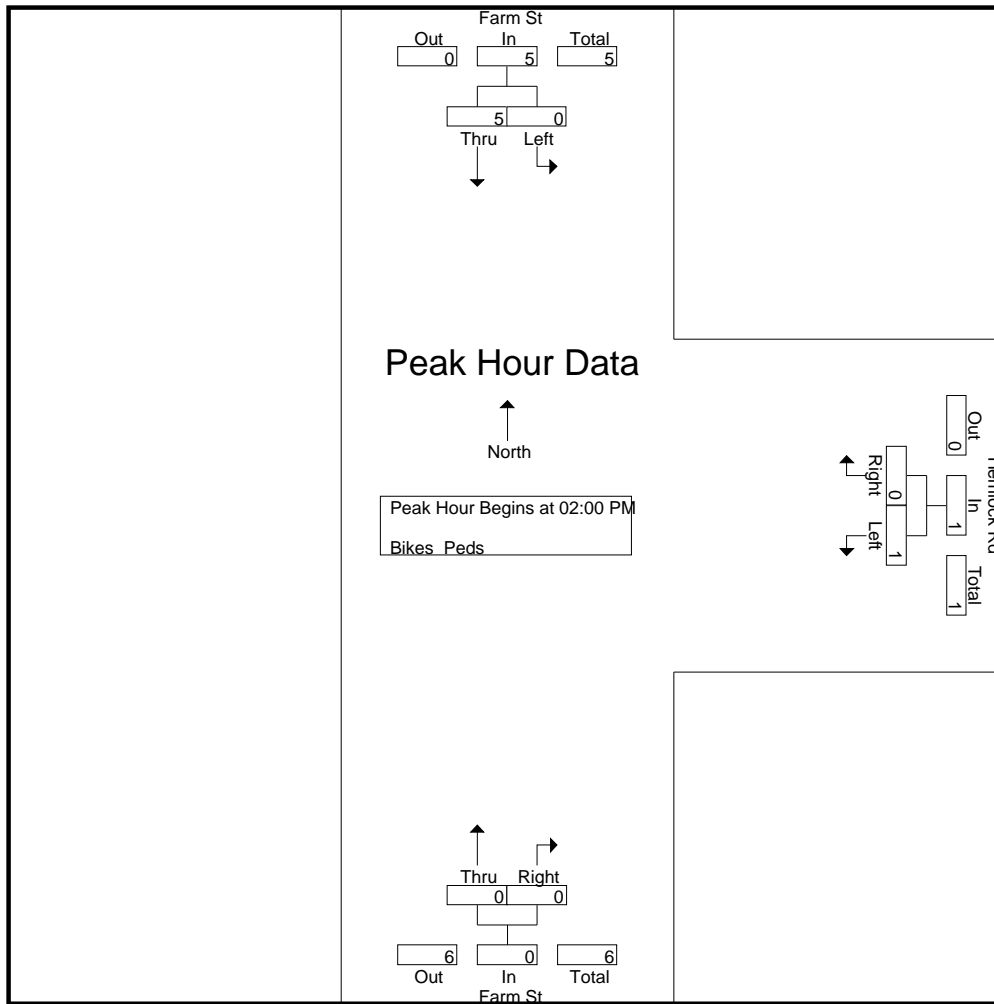 Farm St
Out In Total
0 5 5
5 0
Thru Left
Peak Hour Data
North
Peak Hour Begins at 02:00 PM
Bikes Peds
Right Left
0 1
Out In Total
0 1 1
Rd
Thru Right
0 0
6 0 6
Out In Total
Farm St